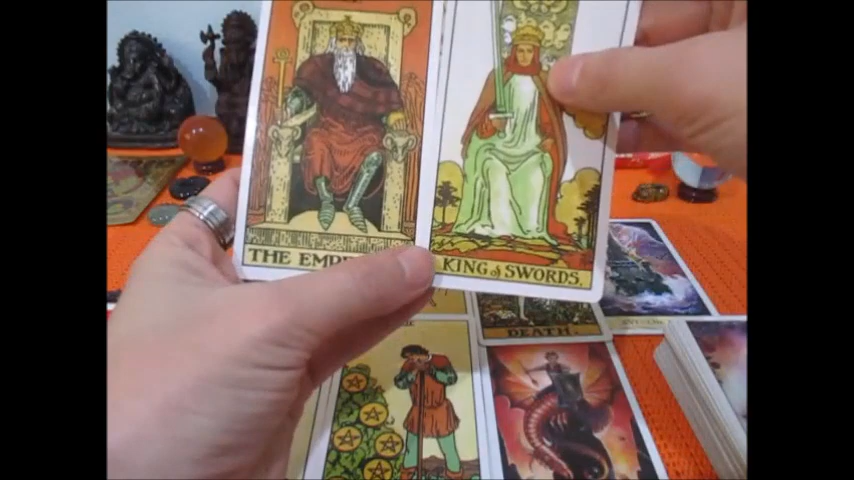 THE EMPE
KING of SWORDS
DEATH.